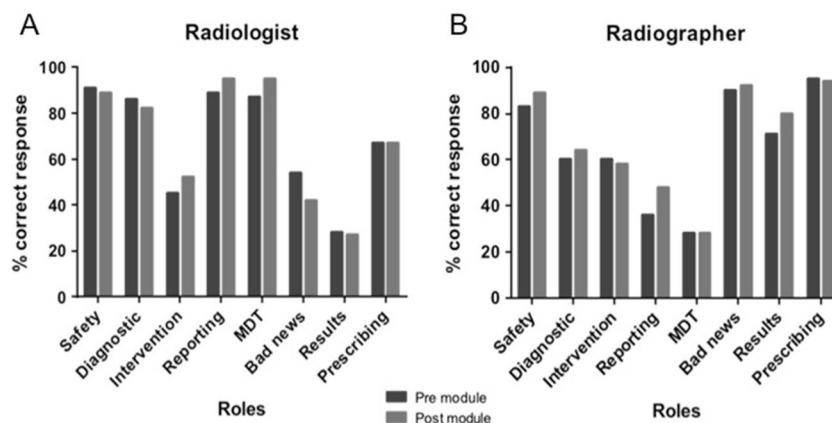 A
Radiologist
% correct response
100
80
60
40
20
0
Safety
Diagnostic
Intervention
Reporting
MDT
Bad news
Results
Prescribing
Roles
B
Radiographer
% correct response
100
80
60
40
20
0
Safety
Diagnostic
Intervention
Reporting
MDT
Bad news
Results
Prescribing
Roles
Pre module
Post module